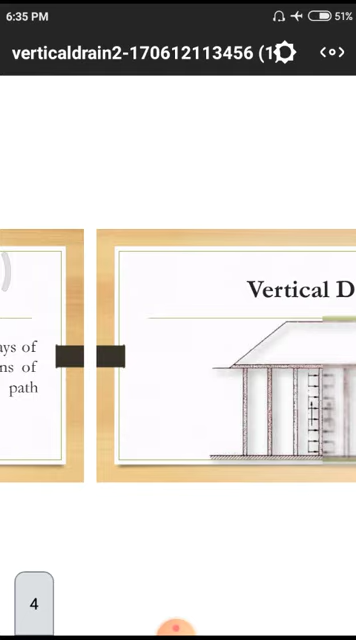 6:35 PM
51%
verticaldrain2-170612113456 (1
Vertical D
ays of
ns of
path
4